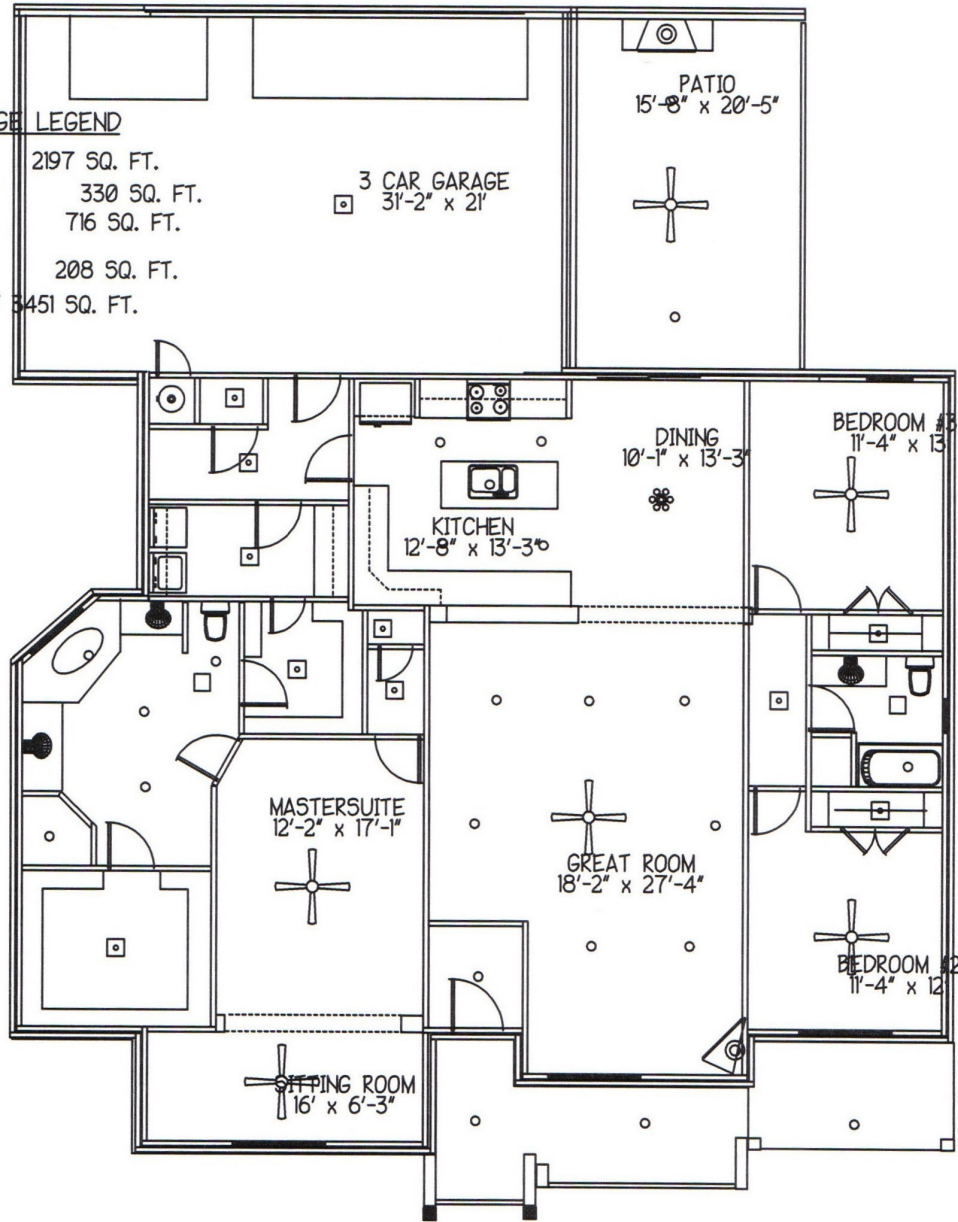 PATIO
15'-8" x 20'-5"
LEGEND
2197 SQ. FT.
330 SQ. FT.
716 SQ. FT.
208 SQ. FT.
3451 SQ. FT.
3 CAR GARAGE
31'-2" x 21'
BEDROOM #3
11'-4" x 13'
DINING
10'-1" x 13'-3"
KITCHEN
12'-8" x 13'-3"
MASTERSUITE
12'-2" x 17'-1"
GREAT ROOM
18'-2" x 27'-4"
BEDROOM #2
11'-4" x 12'
SITTING ROOM
16' x 6'-3"